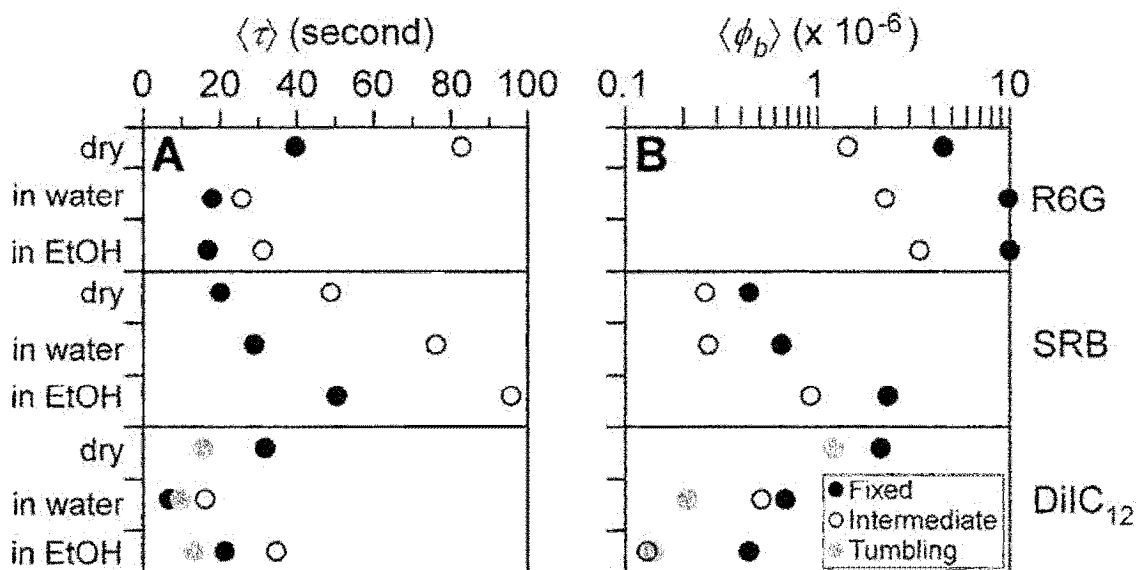 ⟨τ⟩ (second)
⟨ϕb⟩ (x 10-6)
0 20 40 60 80 100
0.1 1 10
A
B
dry
in water
in EtOH
R6G
dry
in water
in EtOH
SRB
dry
in water
in EtOH
DiIC12
Fixed
Intermediate
Tumbling